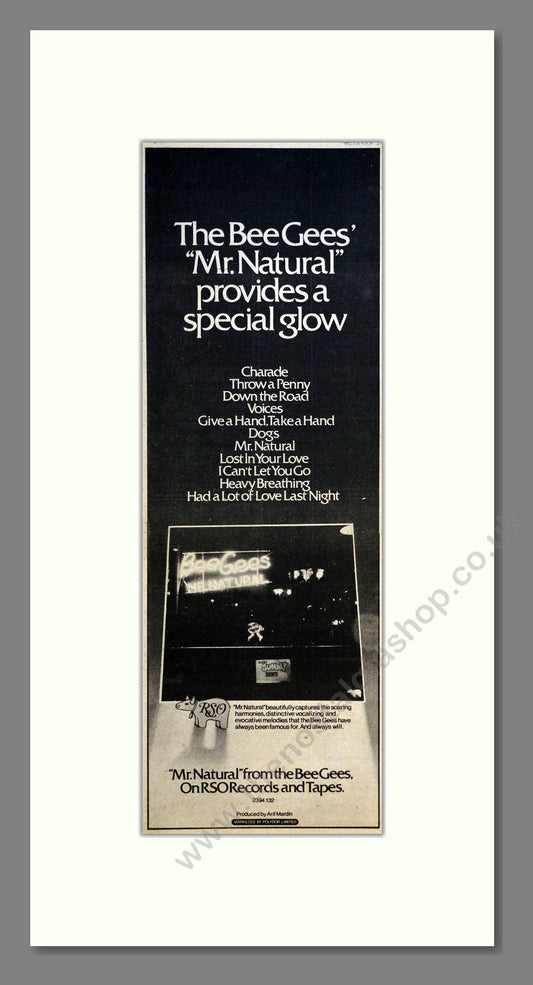 The Bee Gees'
“Mr. Natural”
provides a
special glow
Charade
Throw a Penny
Down the Road
Voices
Give a Hand, Take a Hand
Dogs
Mr. Natural
Lost In Your Love
I Can't Let You Go
Heavy Breathing
Had a Lot of Love Last Night
BeeGees
MR. NATURAL
RSO
"Mr. Natural" beautifully captures the soaring
harmonies, distinctive vocalizing and
evocative melodies that the Bee Gees have
always been famous for. And always will.
"Mr. Natural" from the Bee Gees,
On RSO Records and Tapes.
2394 132
Produced by Arif Mardin
MARKETED BY POLYDOR LIMITED
www.thenostalgiashop.co.uk